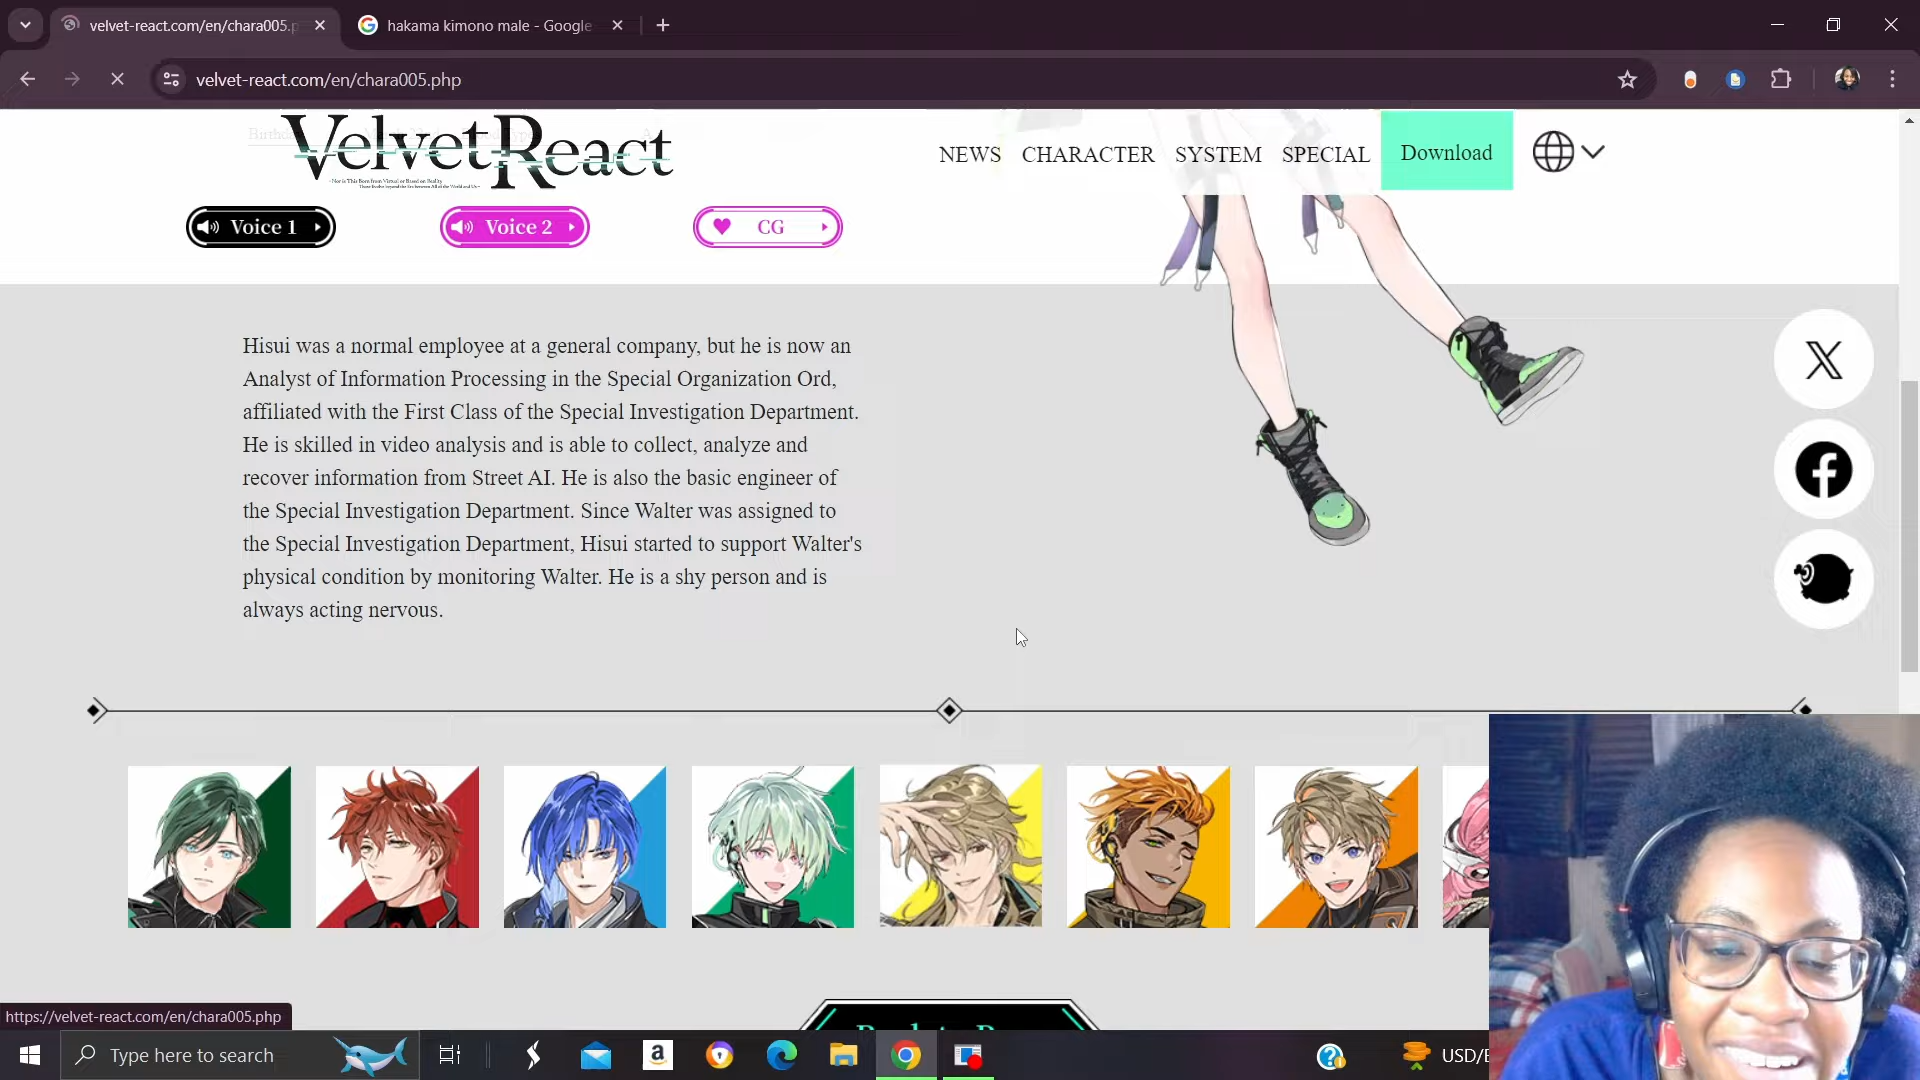 velvet-react.com/en/chara005.p
hakama kimono male - Google
velvet-react.com/en/chara005.php
VelvetReact
NEWS
CHARACTER
SYSTEM
SPECIAL
Download
Voice 1
Voice 2
CG
Hisui was a normal employee at a general company, but he is now an
Analyst of Information Processing in the Special Organization Ord,
affiliated with the First Class of the Special Investigation Department.
He is skilled in video analysis and is able to collect, analyze and
recover information from Street AI. He is also the basic engineer of
the Special Investigation Department. Since Walter was assigned to
the Special Investigation Department, Hisui started to support Walter's
physical condition by monitoring Walter. He is a shy person and is
always acting nervous.
https://velvet-react.com/en/chara005.php
Type here to search
USD/E